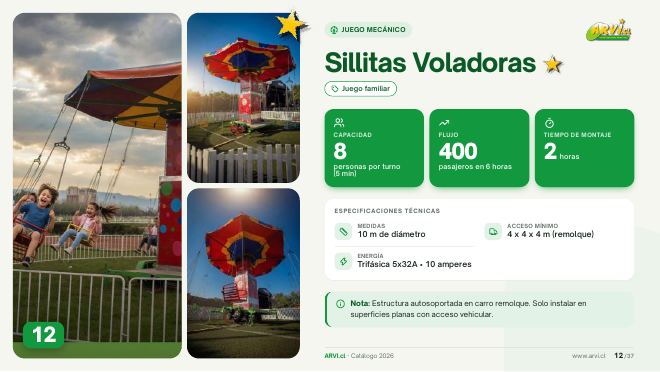 JUEGO MECÁNICO
ARVI.CL
Sillitas Voladoras
Juego familiar
CAPACIDAD
8
personas por turno
(5 min)
FLUJO
400
pasajeros en 6 horas
TIEMPO DE MONTAJE
2 horas
ESPECIFICACIONES TÉCNICAS
MEDIDAS
10 m de diámetro
ACCESO MÍNIMO
4 x 4 x 4 m (remolque)
ENERGÍA
Trifásica 5x32A • 10 amperes
Nota: Estructura autosoportada en carro remolque. Solo instalar en
superficies planas con acceso vehicular.
12
ARVI.cl · Catálogo 2026
www.arvi.cl 12 /37